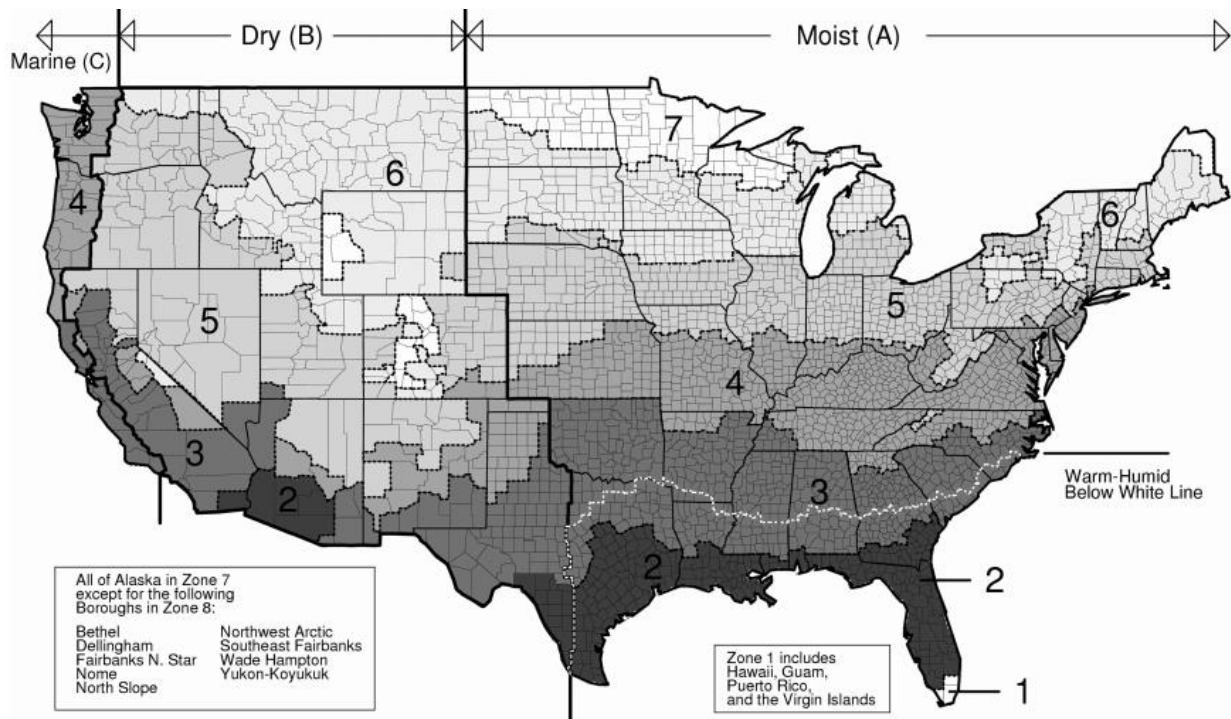 Marine (C)
Dry (B)
Moist (A)
7
6
4
6
5
5
4
3
2
3
2
2
1
Warm-Humid
Below White Line
All of Alaska in Zone 7
except for the following
Boroughs in Zone 8:
Bethel Northwest Arctic
Dellingham Southeast Fairbanks
Fairbanks N. Star Wade Hampton
Nome Yukon-Koyukuk
North Slope
Zone 1 includes
Hawaii, Guam,
Puerto Rico,
and the Virgin Islands